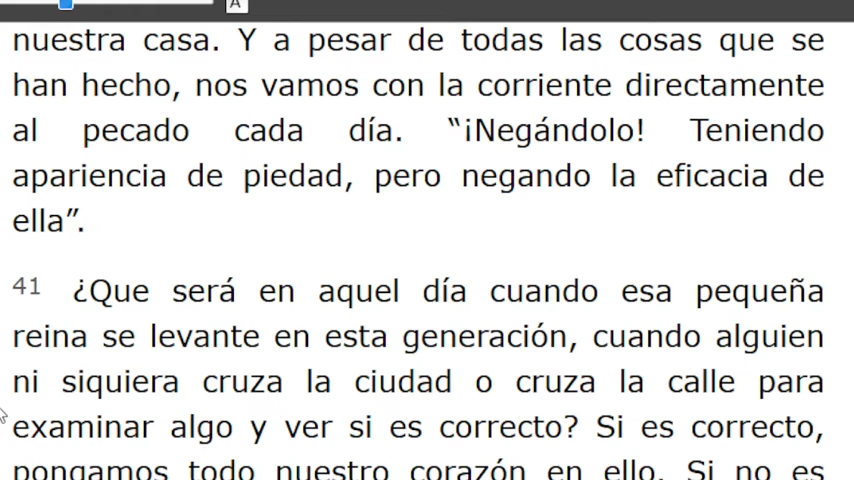 A
nuestra casa. Y a pesar de todas las cosas que se
han hecho, nos vamos con la corriente directamente
al pecado cada día. “¡Negándolo! Teniendo
apariencia de piedad, pero negando la eficacia de
ella”.
41 ¿Que será en aquel día cuando esa pequeña
reina se levante en esta generación, cuando alguien
ni siquiera cruza la ciudad o cruza la calle para
examinar algo y ver si es correcto? Si es correcto,
pongamos todo nuestro corazón en ello. Si no es